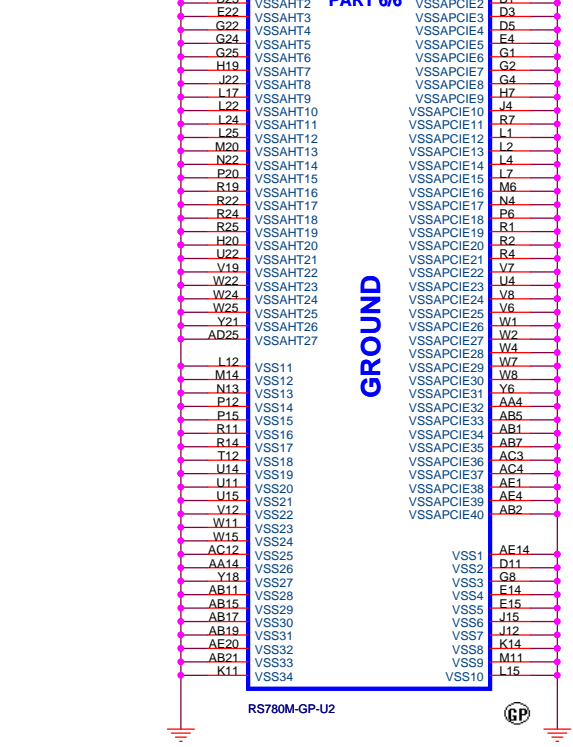 VSSAHT2 PART 6/6 VSSAPCIE2
E22 VSSAHT3 VSSAPCIE3 D3
G22 VSSAHT4 VSSAPCIE4 D5
G24 VSSAHT5 VSSAPCIE5 E4
G25 VSSAHT6 VSSAPCIE6 G1
H19 VSSAHT7 VSSAPCIE7 G2
J22 VSSAHT8 VSSAPCIE8 G4
L17 VSSAHT9 VSSAPCIE9 H7
L22 VSSAHT10 VSSAPCIE10 J4
L24 VSSAHT11 VSSAPCIE11 R7
L25 VSSAHT12 VSSAPCIE12 L1
M20 VSSAHT13 VSSAPCIE13 L2
N22 VSSAHT14 VSSAPCIE14 L4
P20 VSSAHT15 VSSAPCIE15 L7
R19 VSSAHT16 VSSAPCIE16 M6
R22 VSSAHT17 VSSAPCIE17 N4
R24 VSSAHT18 VSSAPCIE18 P6
R25 VSSAHT19 VSSAPCIE19 R1
H20 VSSAHT20 VSSAPCIE20 R2
U22 VSSAHT21 VSSAPCIE21 R4
V19 VSSAHT22 VSSAPCIE22 V7
W22 VSSAHT23 VSSAPCIE23 U4
W24 VSSAHT24 VSSAPCIE24 V8
W25 VSSAHT25 VSSAPCIE25 V6
Y21 VSSAHT26 VSSAPCIE26 W1
AD25 VSSAHT27 VSSAPCIE27 W2
VSSAPCIE28 W4
L12 VSS11 VSSAPCIE29 W7
M14 VSS12 VSSAPCIE30 W8
N13 VSS13 VSSAPCIE31 Y6
P12 VSS14 VSSAPCIE32 AA4
P15 VSS15 VSSAPCIE33 AB5
R11 VSS16 VSSAPCIE34 AB1
R14 VSS17 VSSAPCIE35 AB7
T12 VSS18 VSSAPCIE36 AC3
U14 VSS19 VSSAPCIE37 AC4
U11 VSS20 VSSAPCIE38 AE1
U15 VSS21 VSSAPCIE39 AE4
V12 VSS22 VSSAPCIE40 AB2
W11 VSS23
W15 VSS24
AC12 VSS25 VSS1 AE14
AA14 VSS26 VSS2 D11
Y18 VSS27 VSS3 G8
AB11 VSS28 VSS4 E14
AB15 VSS29 VSS5 E15
AB17 VSS30 VSS6 J15
AB19 VSS31 VSS7 J12
AE20 VSS32 VSS8 K14
AB21 VSS33 VSS9 M11
K11 VSS34 VSS10 L15
GROUND
RS780M-GP-U2
GP